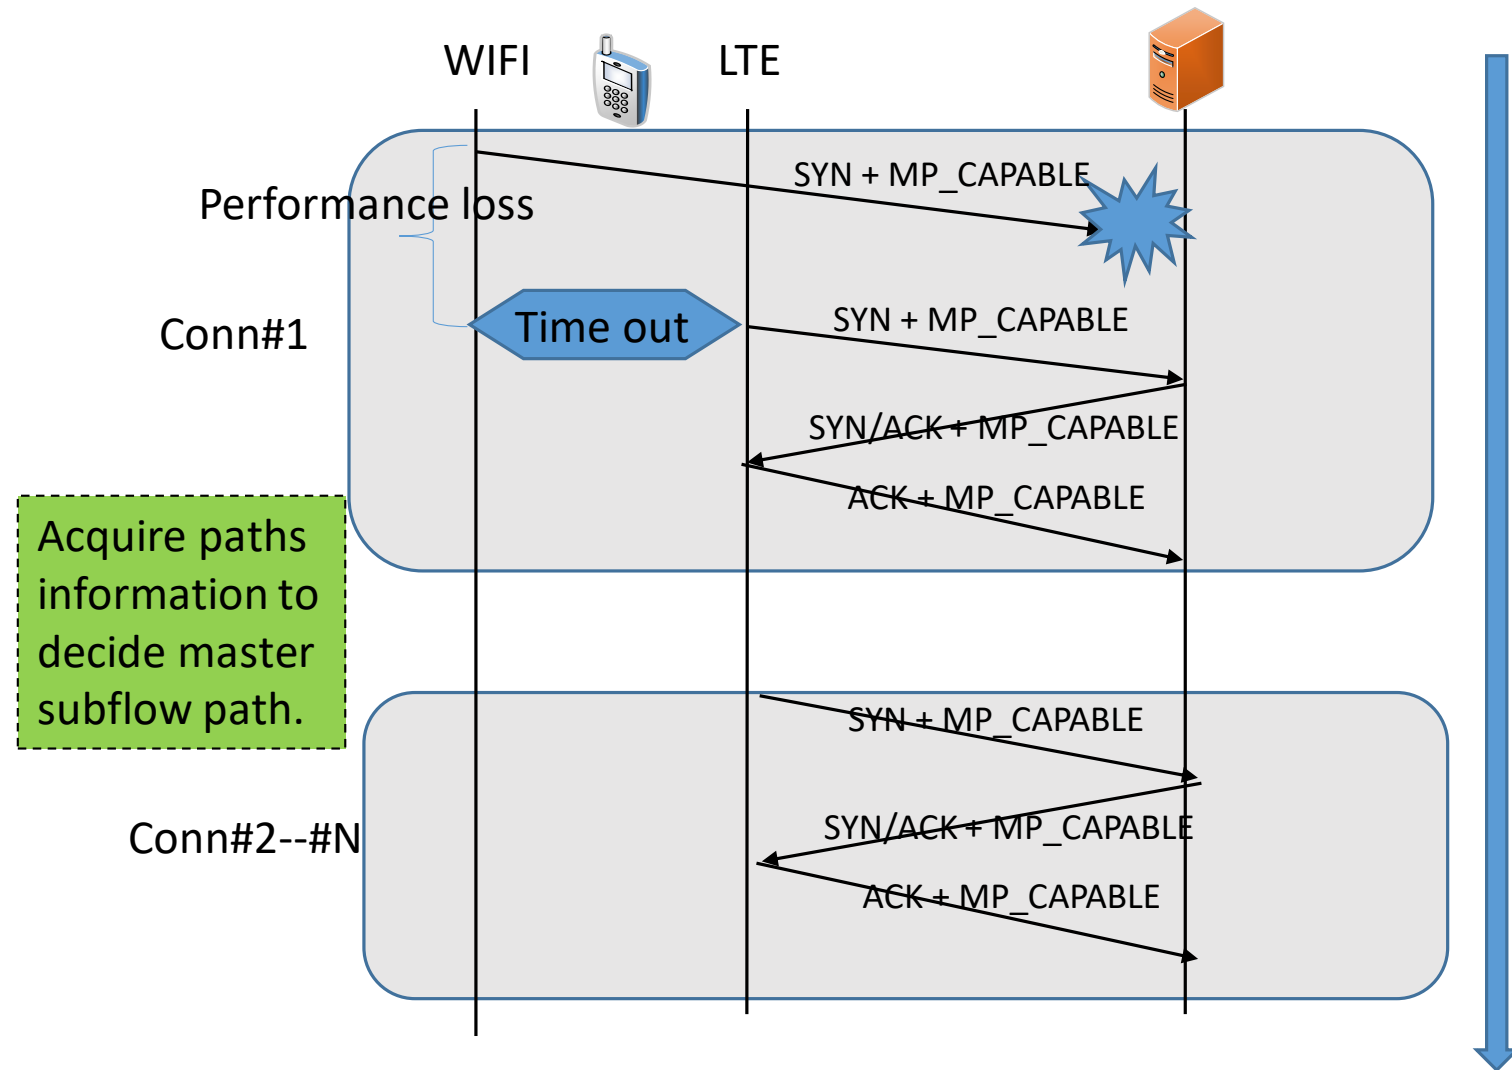 WIFI
LTE
SYN + MP_CAPABLE
Performance loss
Time out
SYN + MP_CAPABLE
Conn#1
SYN/ACK + MP_CAPABLE
ACK + MP_CAPABLE
Acquire paths
information to
decide master
subflow path.
SYN + MP_CAPABLE
Conn#2--#N
SYN/ACK + MP_CAPABLE
ACK + MP_CAPABLE